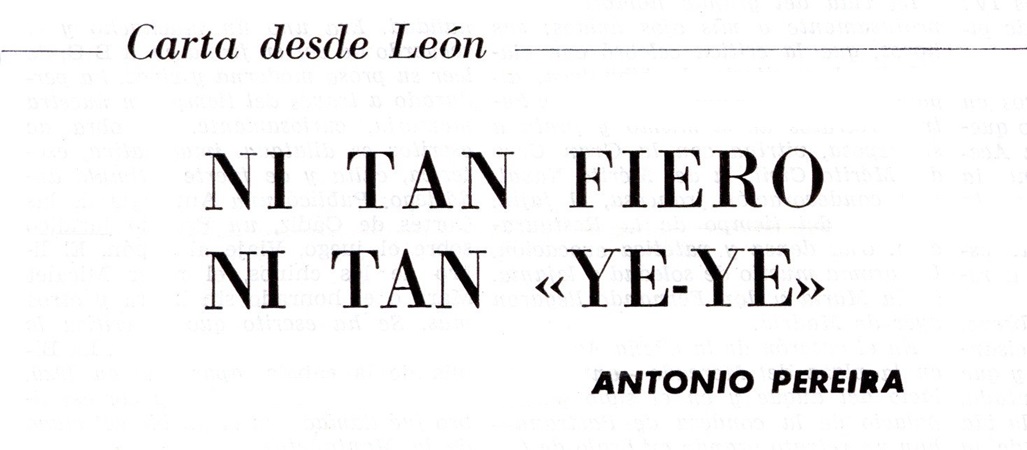 Carta desde León
NI TAN FIERO
NI TAN «YE-YE»
ANTONIO PEREIRA